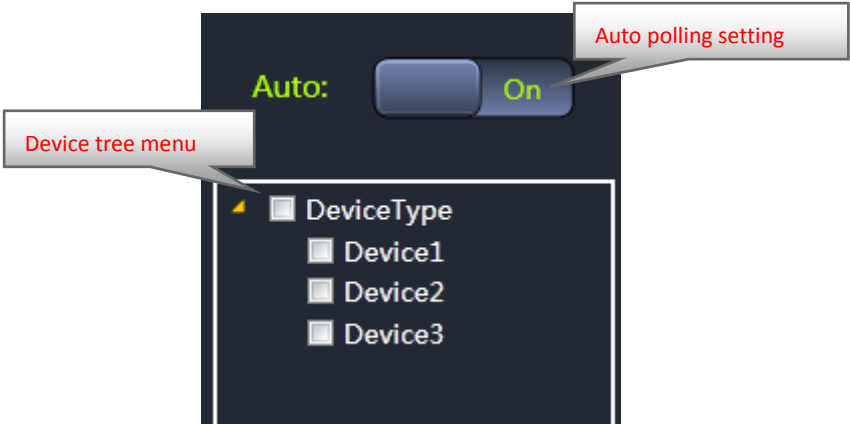 Auto polling setting
Auto:
On
Device tree menu
DeviceType
Device1
Device2
Device3